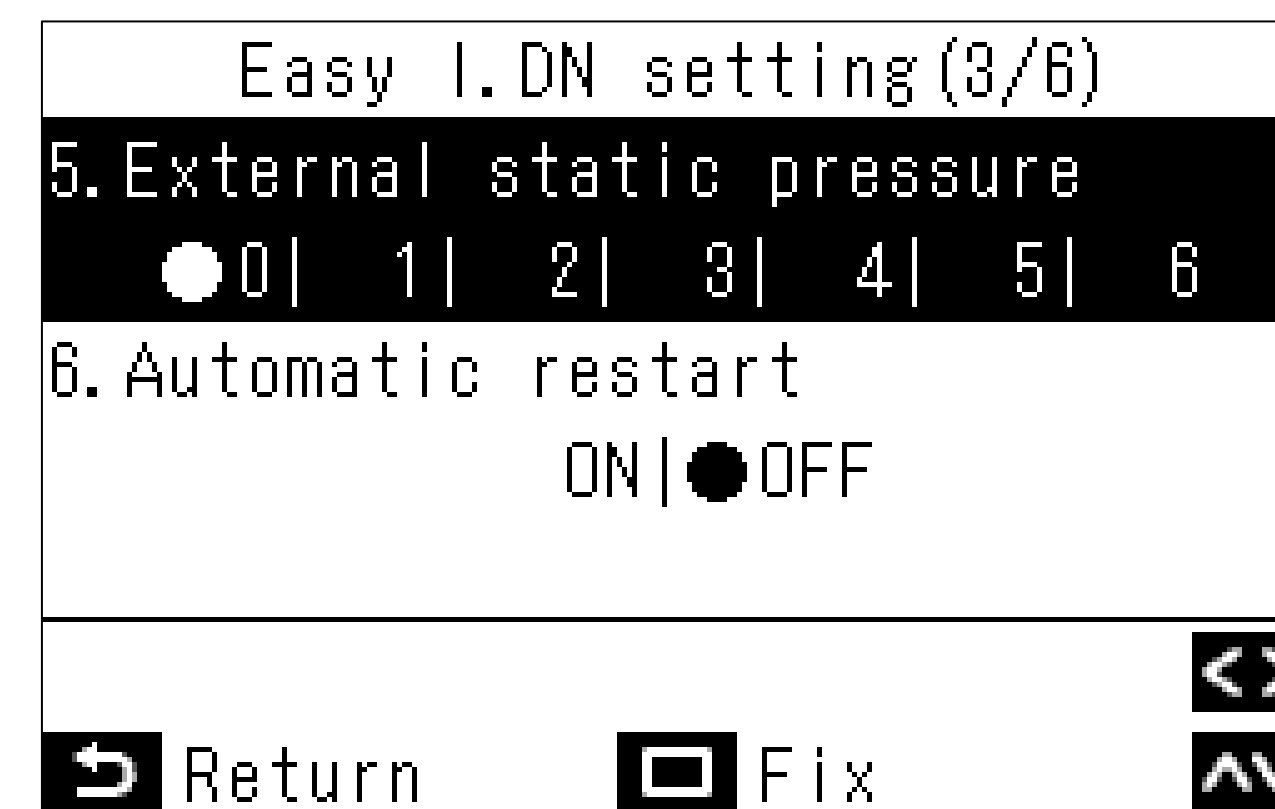 Easy I.DN setting(3/6)
5.External static pressure
●0| 1| 2| 3| 4| 5| 6
6.Automatic restart
ON|●OFF
Return Fix